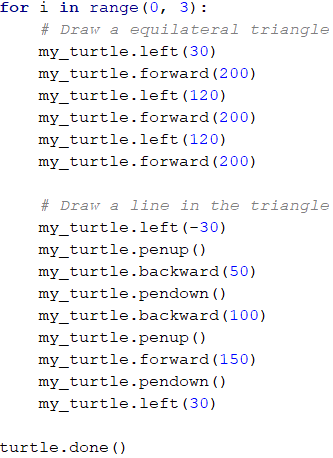 for i in range(0, 3):
    # Draw a equilateral triangle
    my_turtle.left(30)
    my_turtle.forward(200)
    my_turtle.left(120)
    my_turtle.forward(200)
    my_turtle.left(120)
    my_turtle.forward(200)

    # Draw a line in the triangle
    my_turtle.left(-30)
    my_turtle.penup()
    my_turtle.backward(50)
    my_turtle.pendown()
    my_turtle.backward(100)
    my_turtle.penup()
    my_turtle.forward(150)
    my_turtle.pendown()
    my_turtle.left(30)

turtle.done()